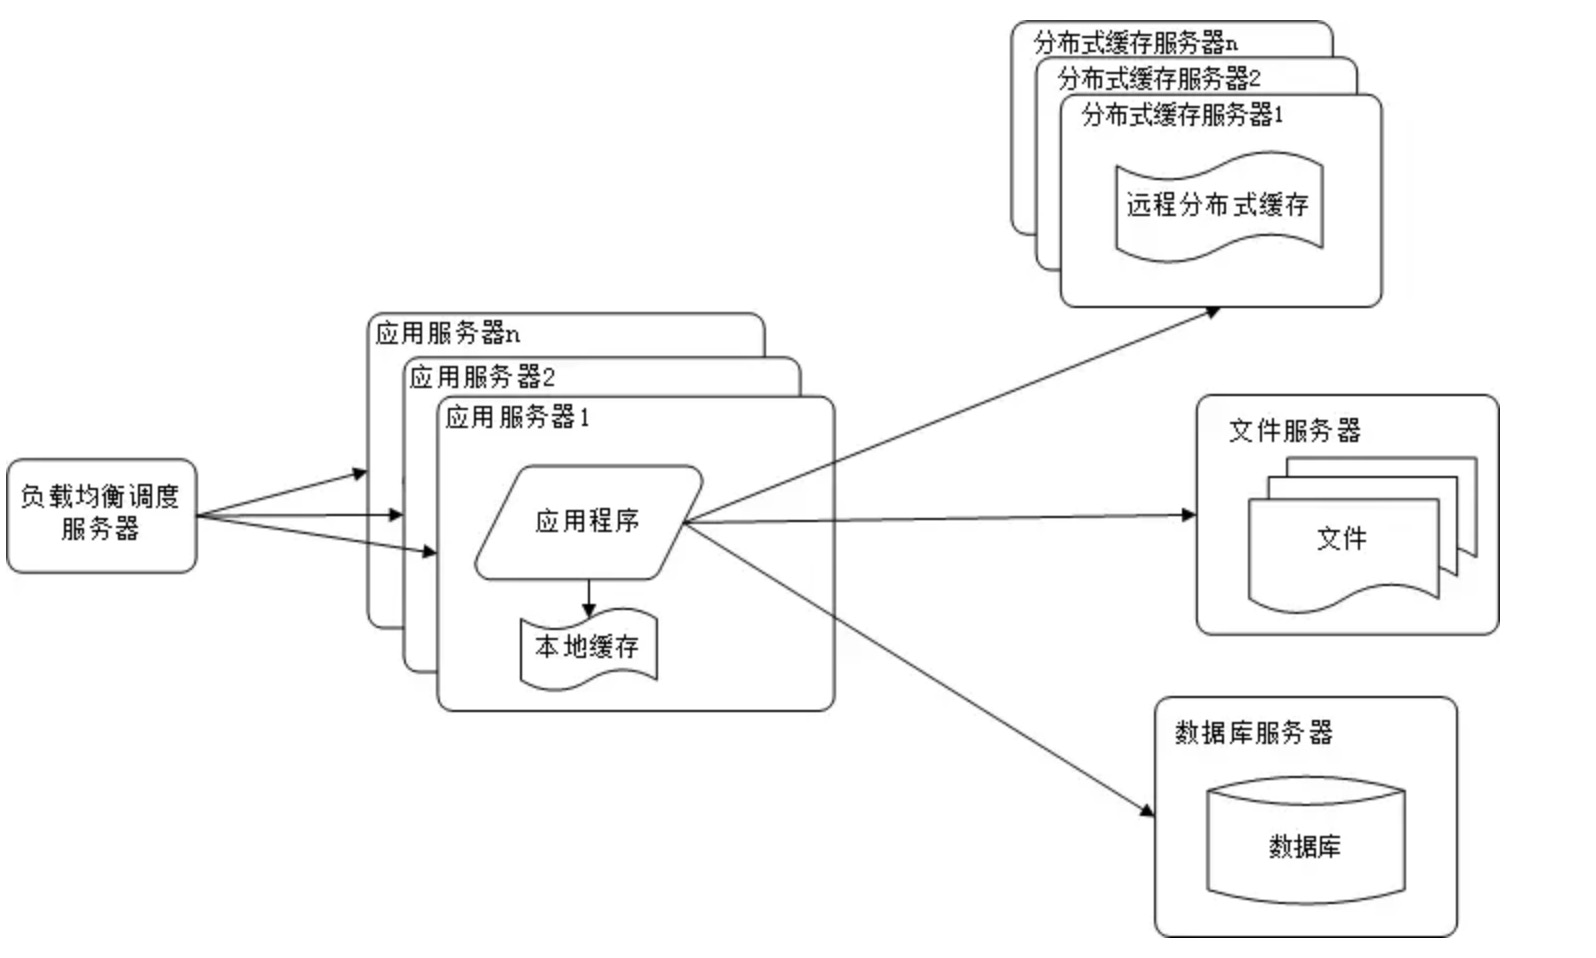 分布式缓存服务器n
分布式缓存服务器2
分布式缓存服务器1
远程分布式缓存
应用服务器n
应用服务器2
应用服务器1
负载均衡调度
服务器
应用程序
本地缓存
文件服务器
文件
数据库服务器
数据库